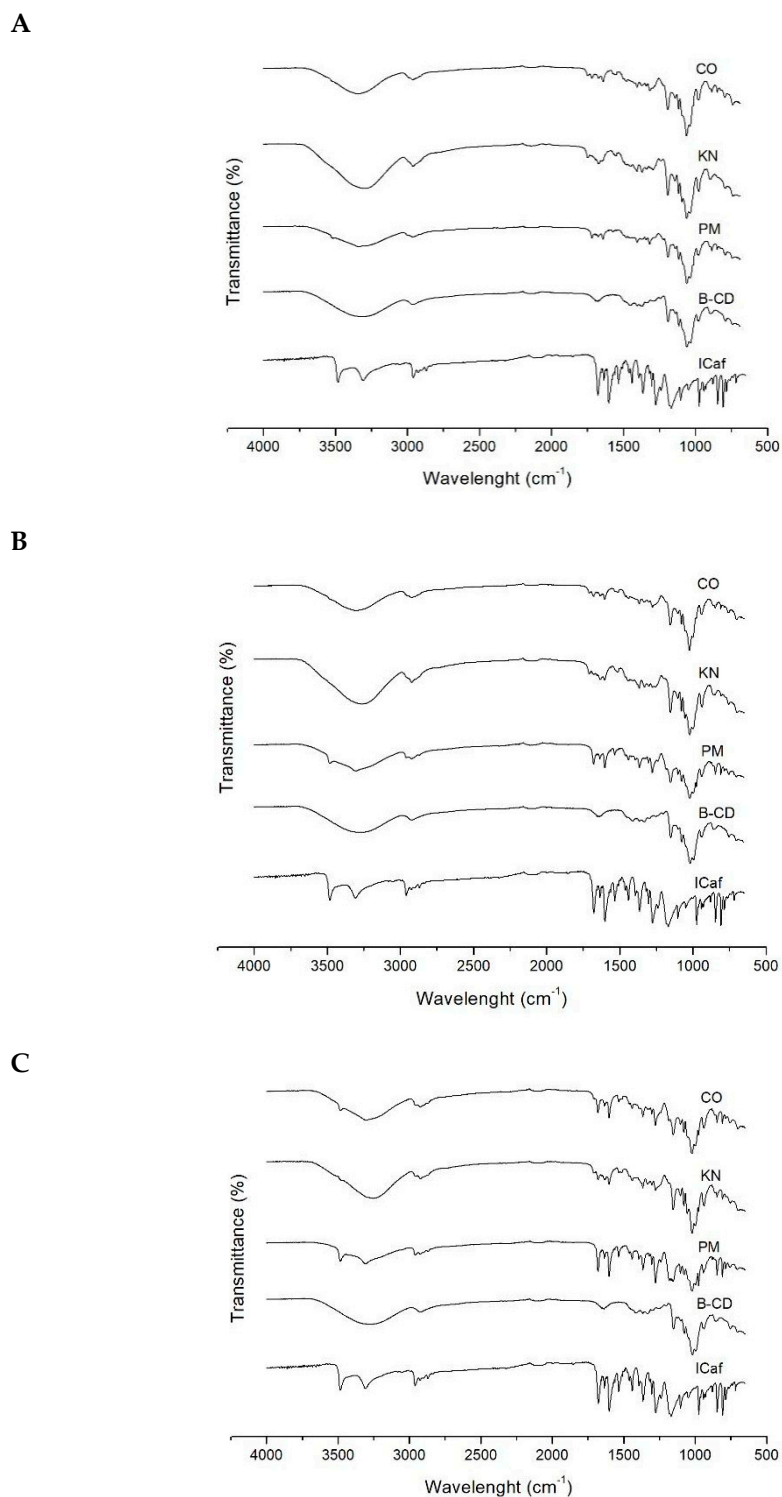 A
CO
KN
PM
B-CD
ICaf
Transmittance (%)
4000 3500 3000 2500 2000 1500 1000 500
Wavelenght (cm-1)
B
CO
KN
PM
B-CD
ICaf
Transmittance (%)
4000 3500 3000 2500 2000 1500 1000 500
Wavelenght (cm-1)
C
CO
KN
PM
B-CD
ICaf
Transmittance (%)
4000 3500 3000 2500 2000 1500 1000 500
Wavelenght (cm-1)